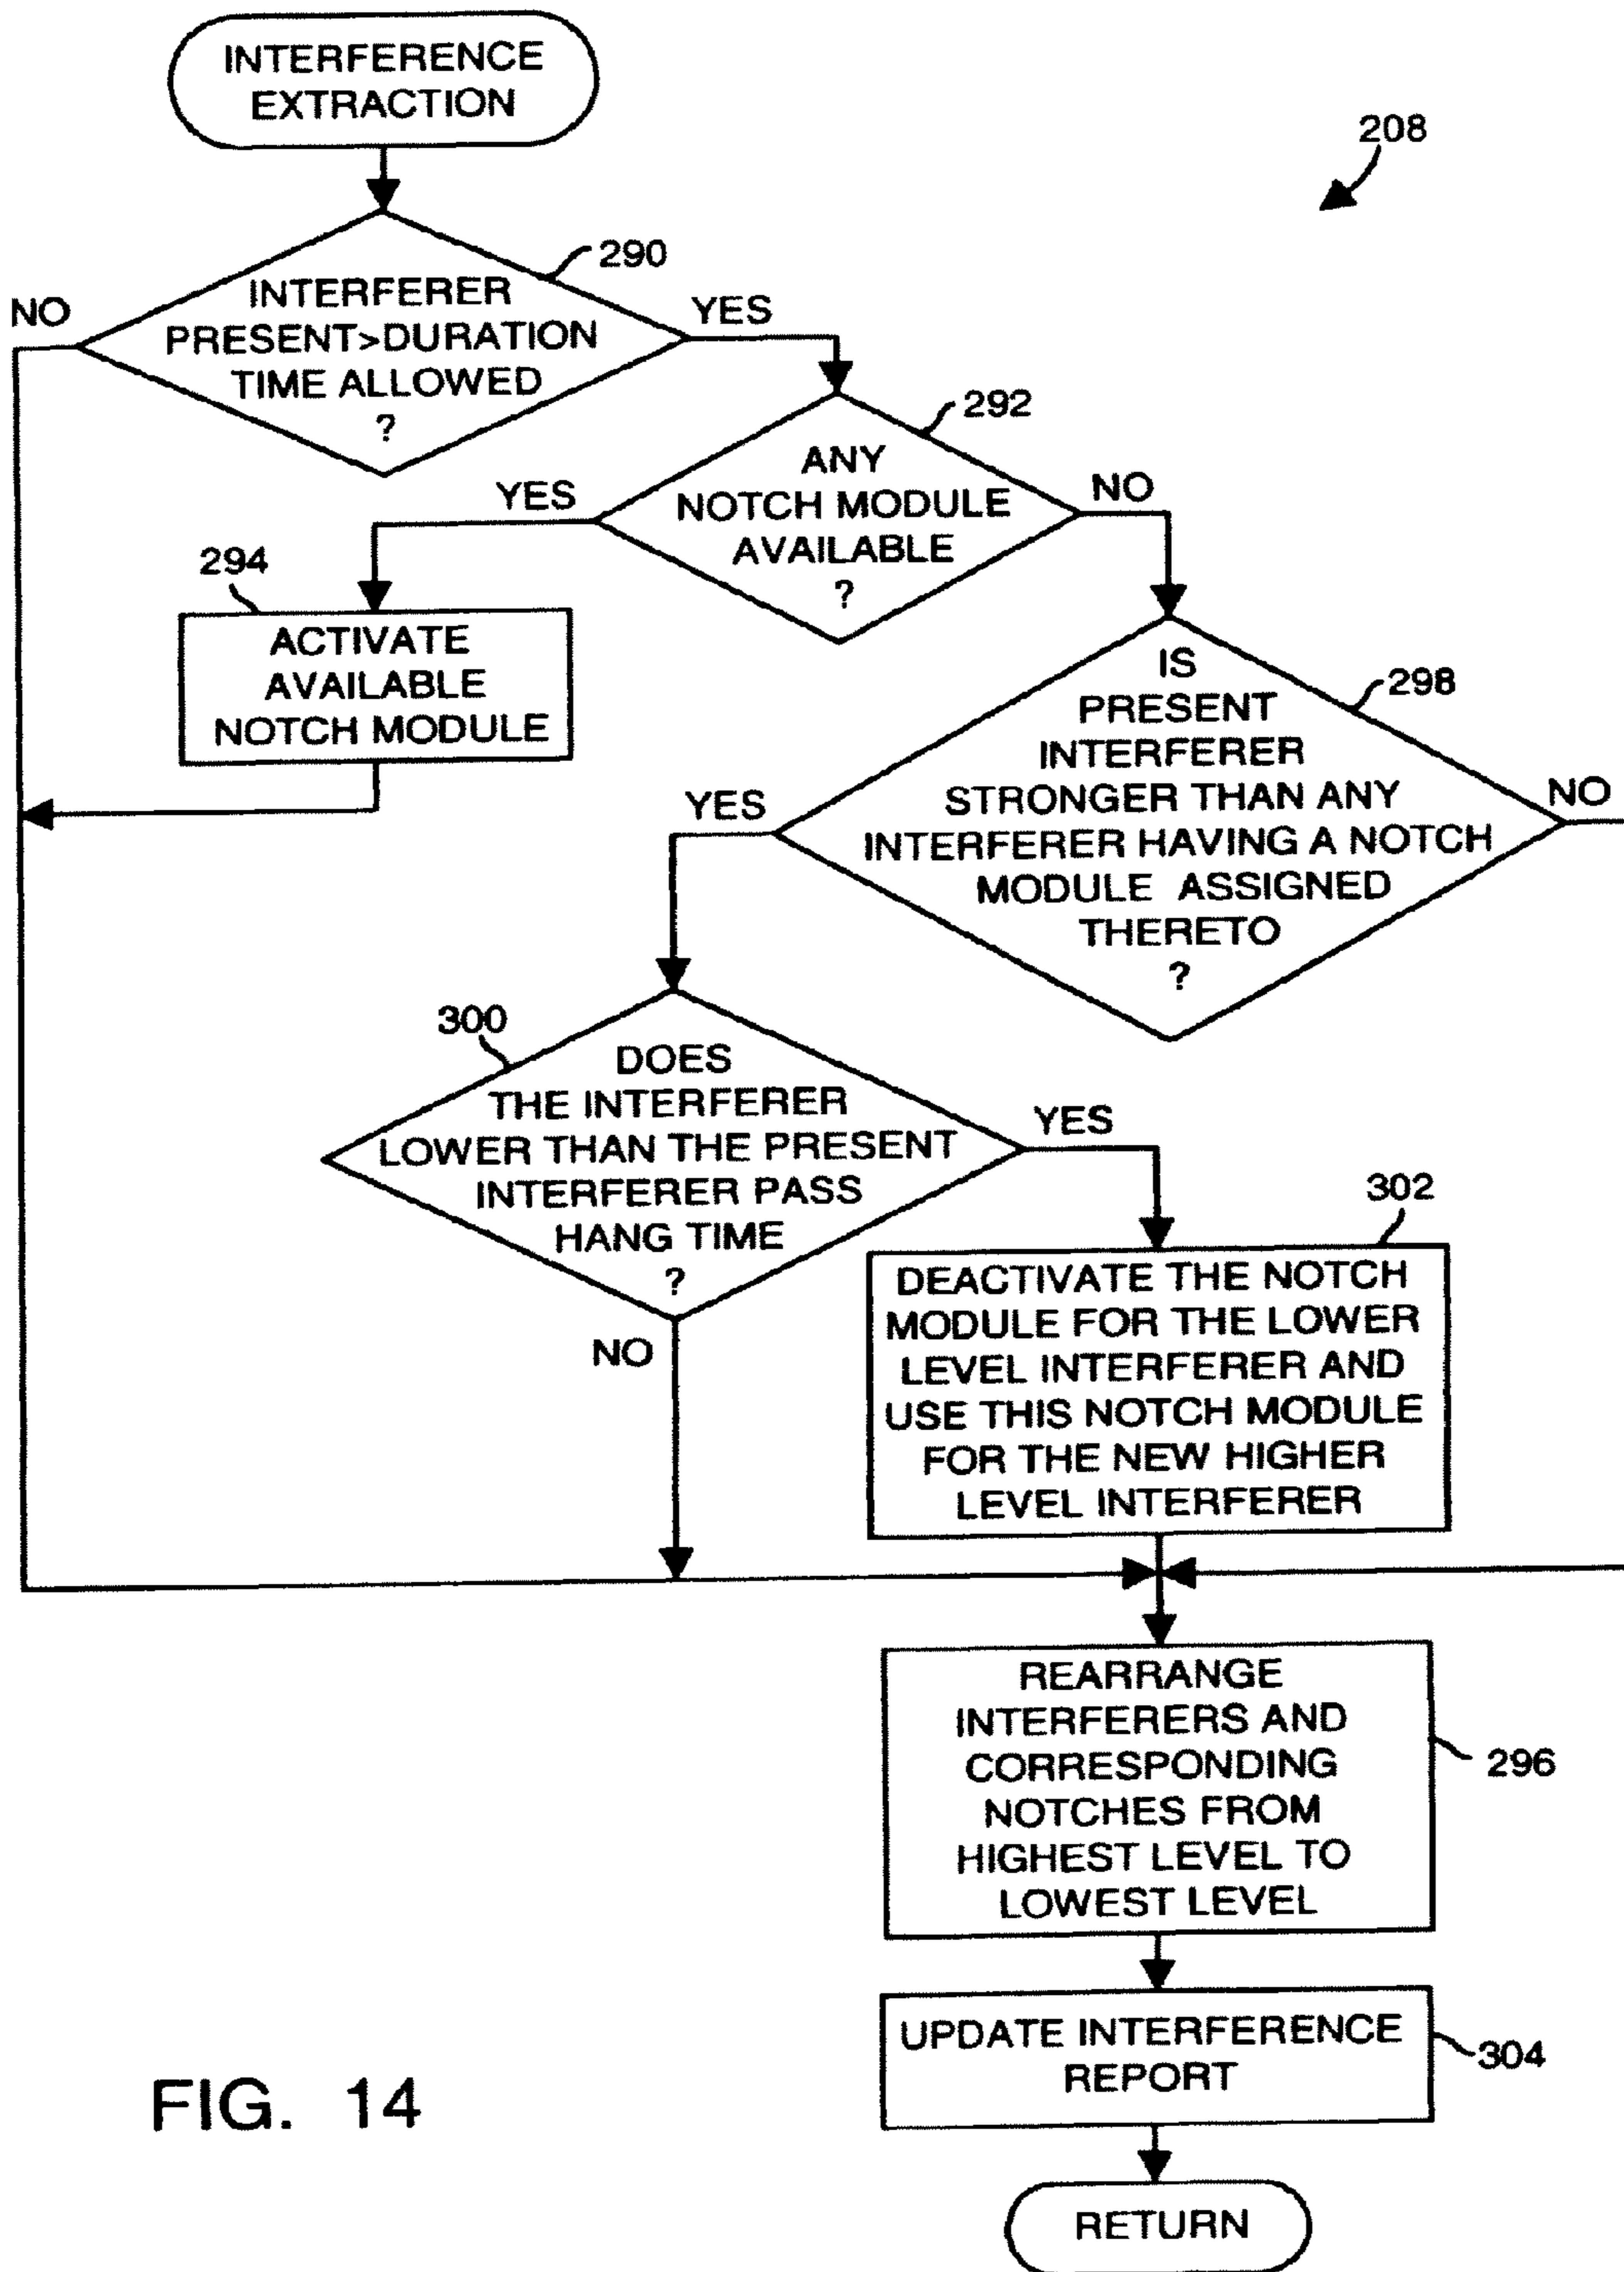 INTERFERENCE
EXTRACTION
208
290
INTERFERER
PRESENT>DURATION
TIME ALLOWED
?
NO
YES
292
ANY
NOTCH MODULE
AVAILABLE
?
YES
NO
294
ACTIVATE
AVAILABLE
NOTCH MODULE
298
IS
PRESENT
INTERFERER
STRONGER THAN ANY
INTERFERER HAVING A NOTCH
MODULE ASSIGNED
THERETO
?
YES
NO
300
DOES
THE INTERFERER
LOWER THAN THE PRESENT
INTERFERER PASS
HANG TIME
?
YES
NO
302
DEACTIVATE THE NOTCH
MODULE FOR THE LOWER
LEVEL INTERFERER AND
USE THIS NOTCH MODULE
FOR THE NEW HIGHER
LEVEL INTERFERER
REARRANGE
INTERFERERS AND
CORRESPONDING
NOTCHES FROM
HIGHEST LEVEL TO
LOWEST LEVEL
296
UPDATE INTERFERENCE
REPORT
304
RETURN
FIG. 14